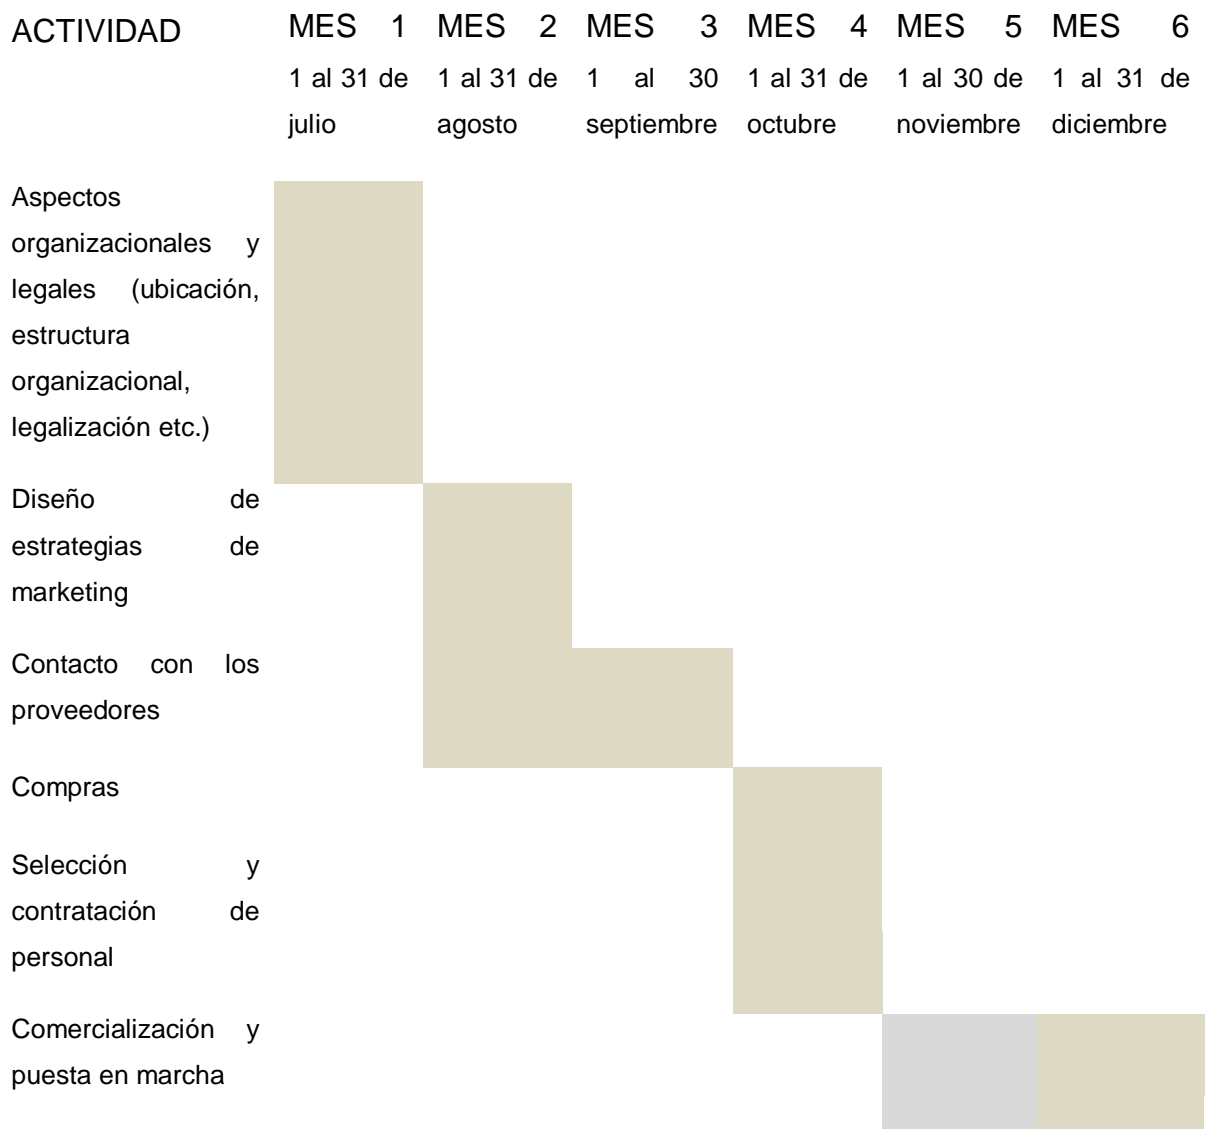 ACTIVIDAD
MES 1
1 al 31 de
julio
MES 2
1 al 31 de
agosto
MES 3
1 al 30
septiembre
MES 4
1 al 31 de
octubre
MES 5
1 al 30 de
noviembre
MES 6
1 al 31 de
diciembre
Aspectos
organizacionales y
legales (ubicación,
estructura
organizacional,
legalización etc.)
Diseño de
estrategias de
marketing
Contacto con los
proveedores
Compras
Selección y
contratación de
personal
Comercialización y
puesta en marcha